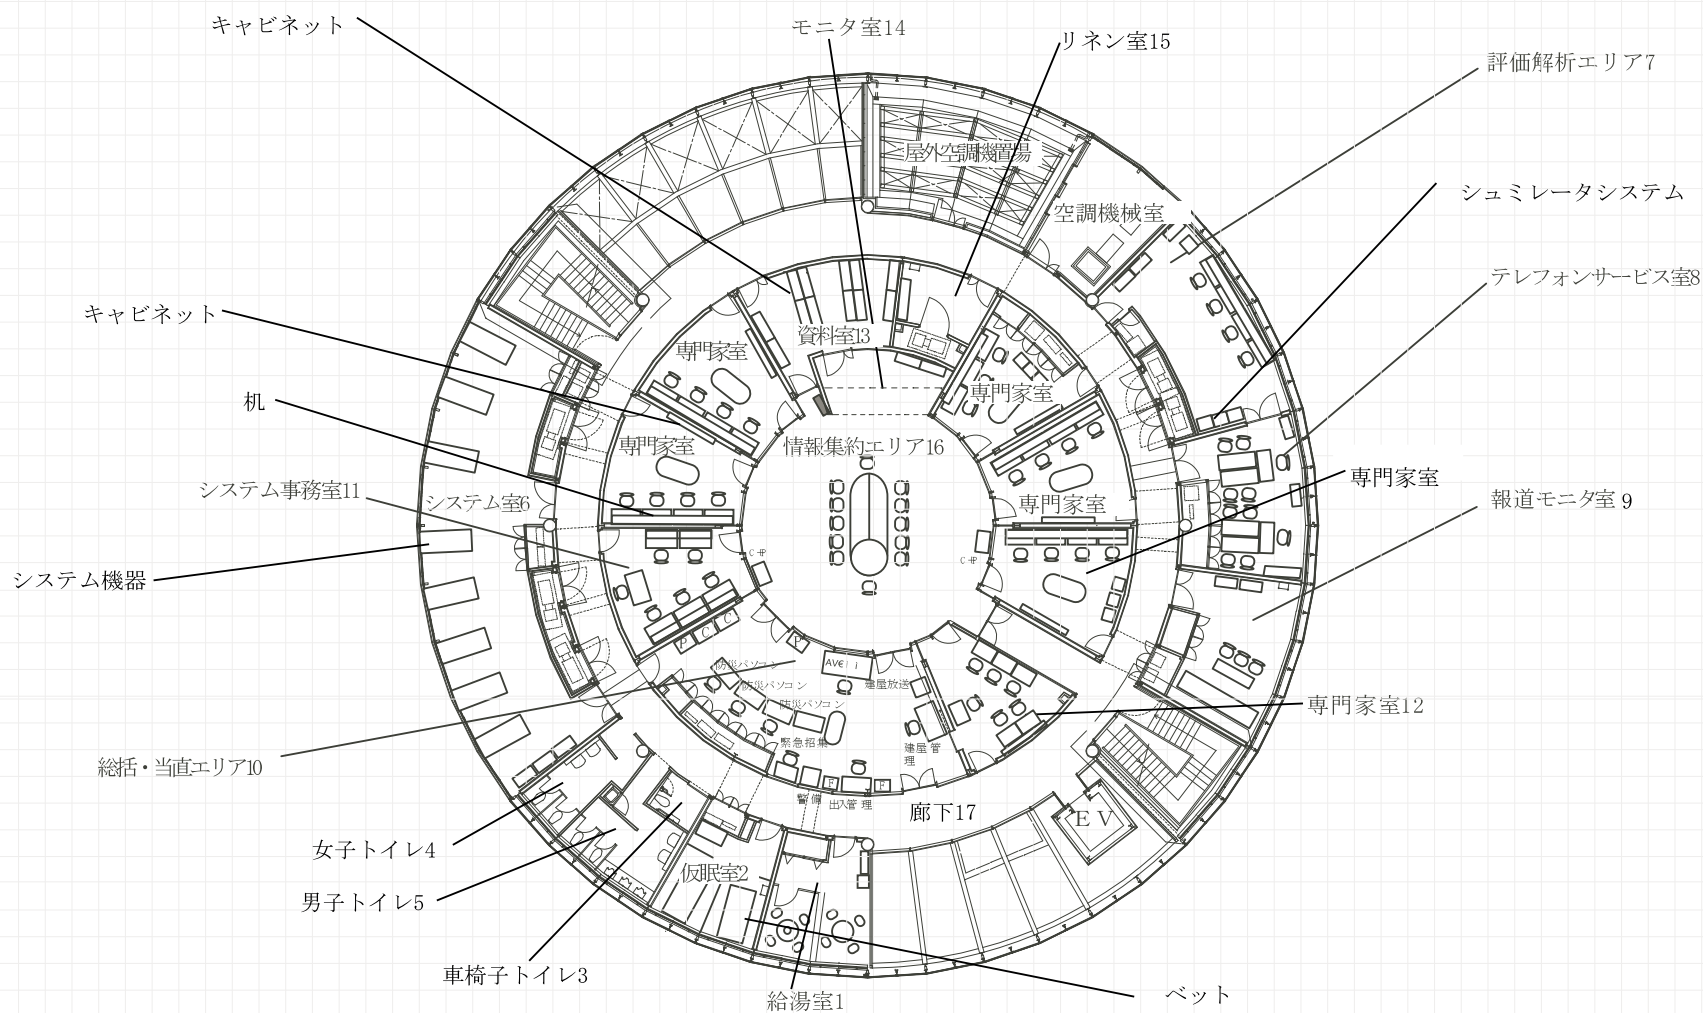 キャビネット
モニタ室14
リネン室15
評価解析エリア7
屋外空調機置場
空調機械室
シュミレータシステム
テレフォンサービス室8
キャビネット
資料室13
専門家室
専門家室
机
専門家室
情報集約エリア16
専門家室
システム事務室11
システム室6
専門家室
報道モニタ室 9
C-IP
C-IP
システム機器
P
C
C
P
防災パソコン
防災パソコン
防災パソコン
建屋放送
専門家室12
緊急招集
建屋 管
理
総括・当直エリア10
F
F
警備
出入管 理
廊下17
EV
女子トイレ4
仮眠室2
男子トイレ5
車椅子トイレ3
給湯室1
ベット